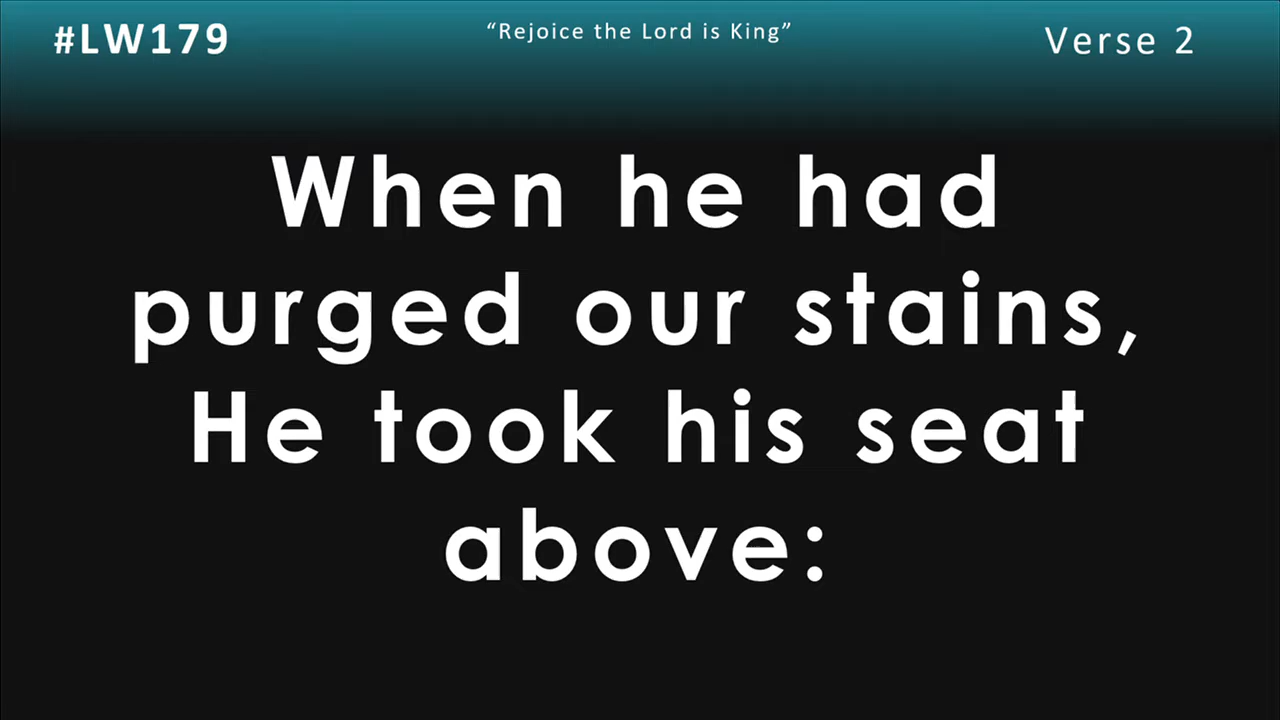 #LW179
“Rejoice the Lord is King”
Verse 2
When he had
purged our stains,
He took his seat
above: